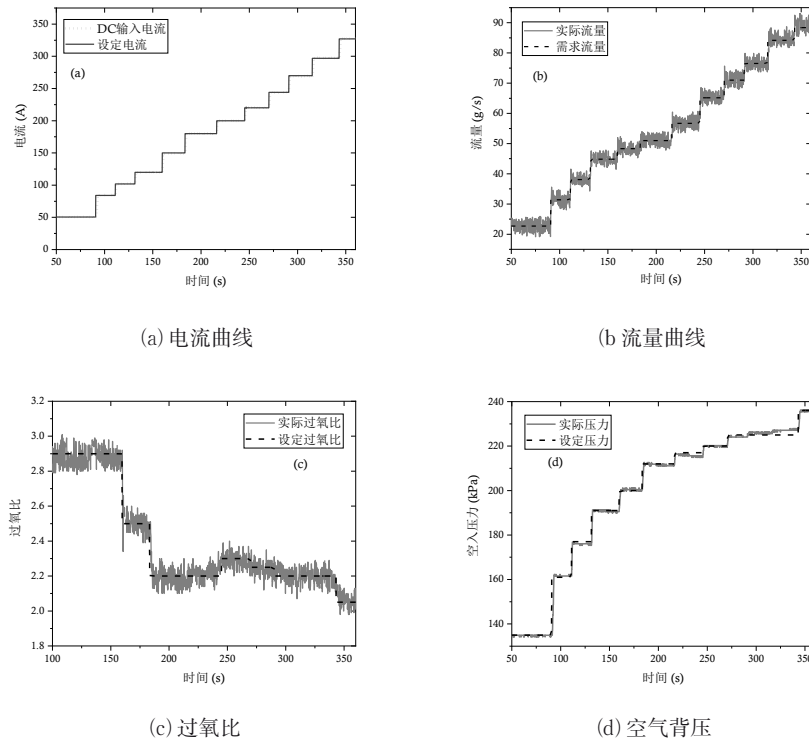 DC输入电流
设定电流
(a)
350
300
250
200
150
100
50
0
电流 (A)
50 100 150 200 250 300 350
时间 (s)
(a) 电流曲线
实际流量
需求流量
(b)
90
80
70
60
50
40
30
20
流量 (g/s)
50 100 150 200 250 300 350
时间 (s)
(b 流量曲线
实际过氧比
设定过氧比
(c)
3.2
3.0
2.8
2.6
2.4
2.2
2.0
1.8
过氧比
100 150 200 250 300 350
时间 (s)
(c) 过氧比
实际压力
设定压力
(d)
240
220
200
180
160
140
空入压力 (kPa)
50 100 150 200 250 300 350
时间 (s)
(d) 空气背压